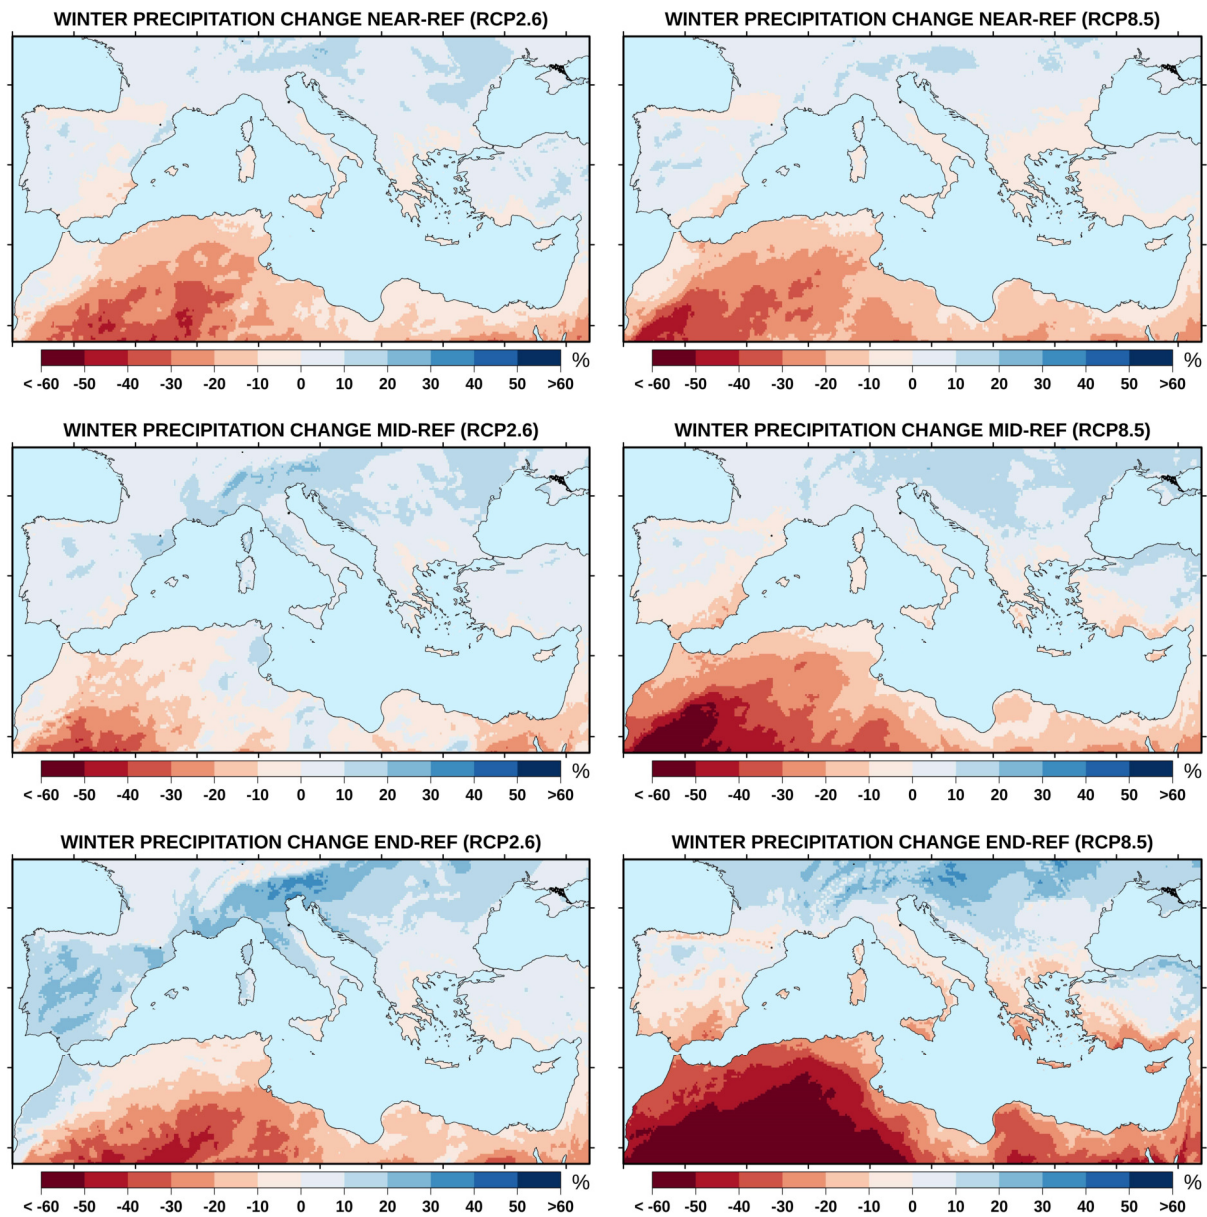 WINTER PRECIPITATION CHANGE NEAR-REF (RCP2.6)
WINTER PRECIPITATION CHANGE NEAR-REF (RCP8.5)
%
< -60 -50 -40 -30 -20 -10 0 10 20 30 40 50 >60
%
< -60 -50 -40 -30 -20 -10 0 10 20 30 40 50 >60
WINTER PRECIPITATION CHANGE MID-REF (RCP2.6)
WINTER PRECIPITATION CHANGE MID-REF (RCP8.5)
%
< -60 -50 -40 -30 -20 -10 0 10 20 30 40 50 >60
%
< -60 -50 -40 -30 -20 -10 0 10 20 30 40 50 >60
WINTER PRECIPITATION CHANGE END-REF (RCP2.6)
WINTER PRECIPITATION CHANGE END-REF (RCP8.5)
%
< -60 -50 -40 -30 -20 -10 0 10 20 30 40 50 >60
%
< -60 -50 -40 -30 -20 -10 0 10 20 30 40 50 >60